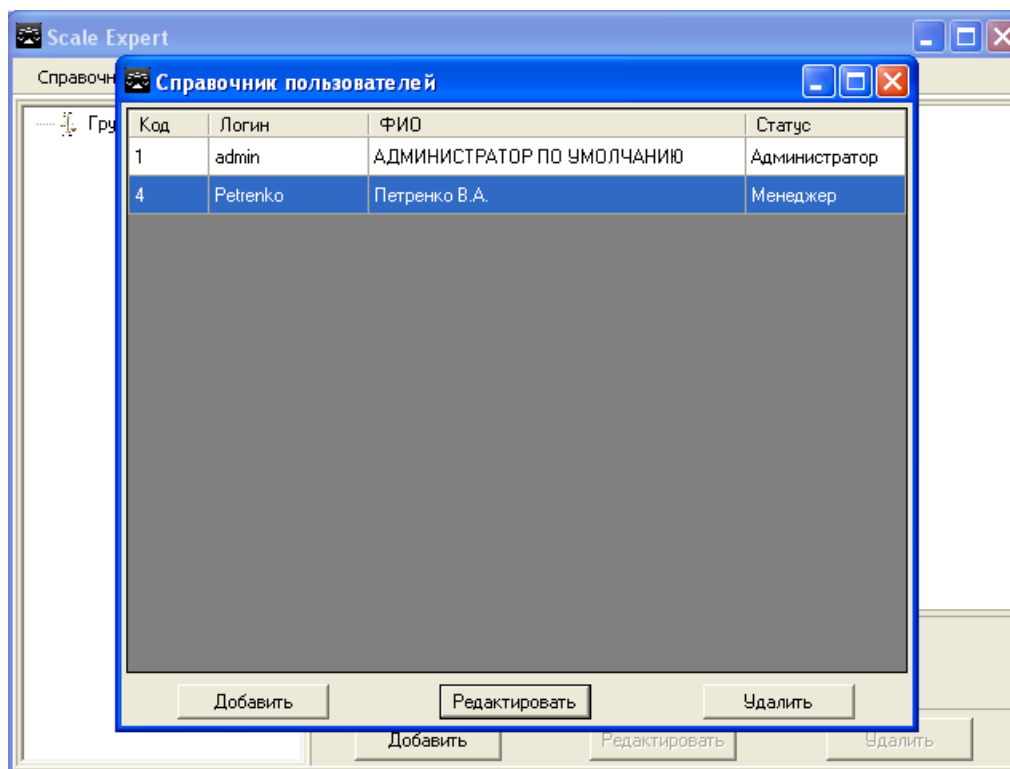 Scale Expert
Справочн
Справочник пользователей
Гру
Код Логин ФИО Статус
1 admin АДМИНИСТРАТОР ПО УМОЛЧАНИЮ Администратор
4 Petrenko Петренко В.А. Менеджер
Добавить Редактировать Удалить
Добавить Редактировать Удалить